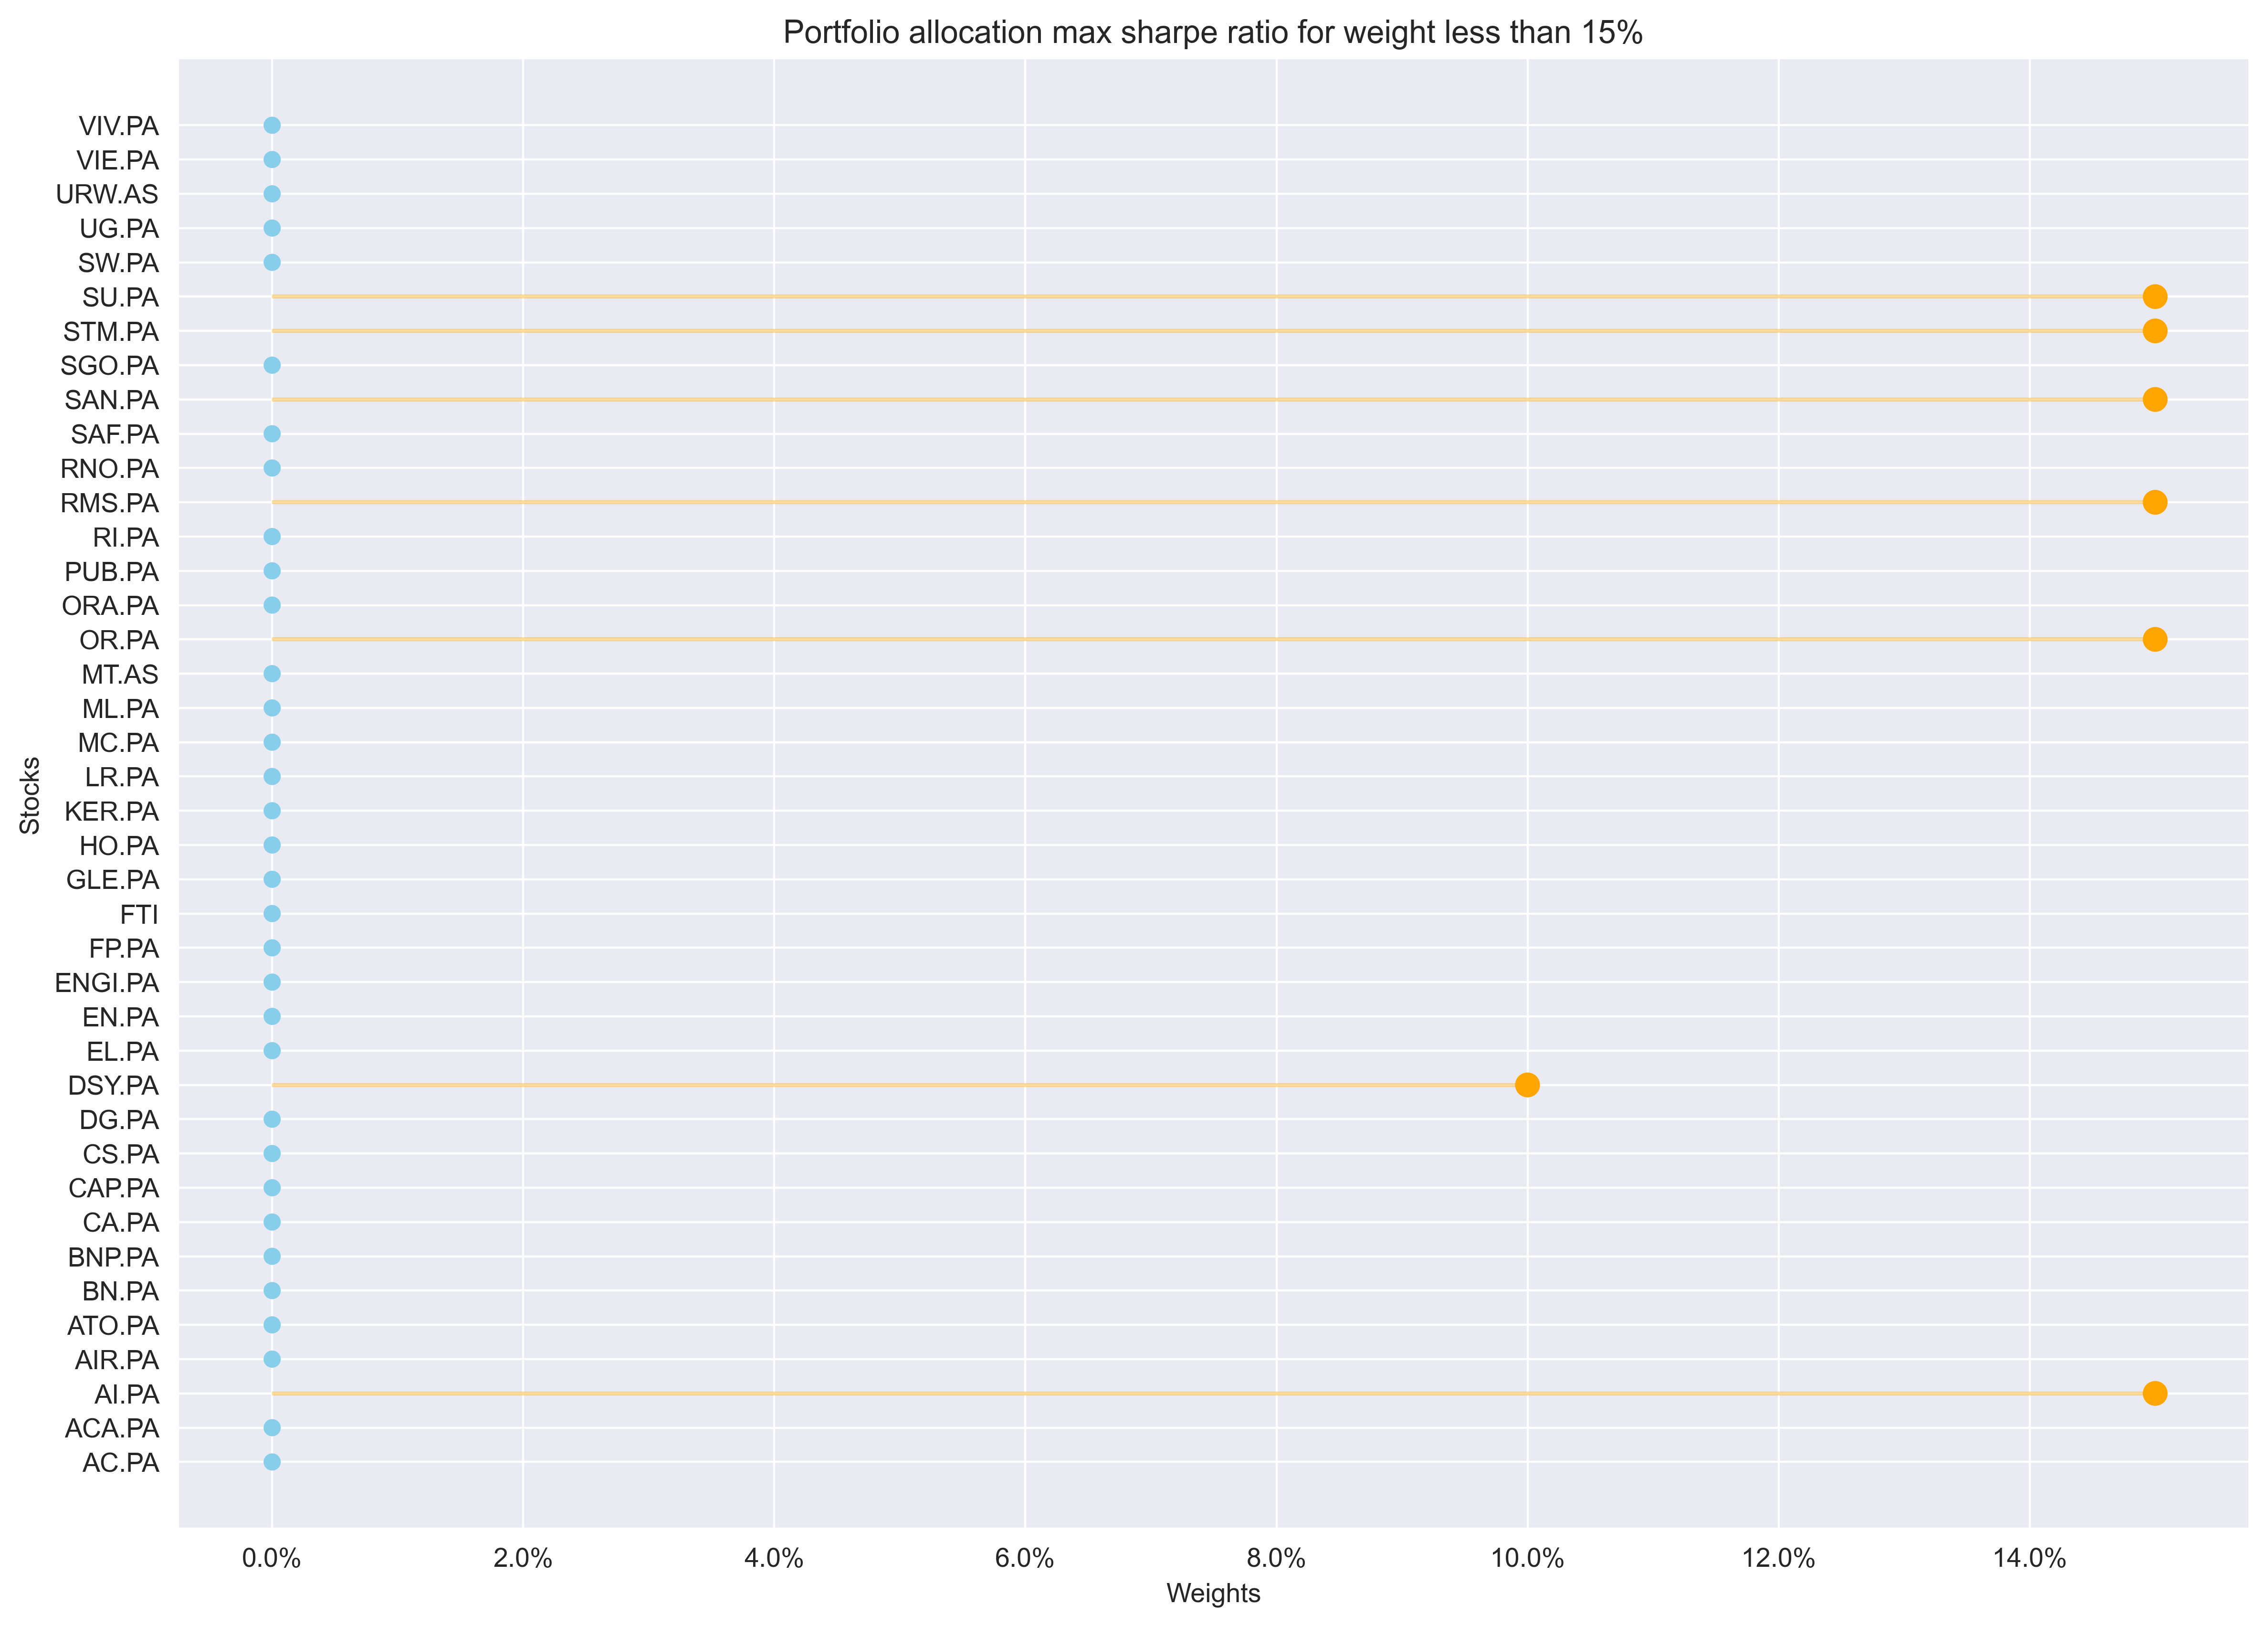 Portfolio allocation max sharpe ratio for weight less than 15%
VIV.PA
VIE.PA
URW.AS
UG.PA
SW.PA
SU.PA
STM.PA
SGO.PA
SAN.PA
SAF.PA
RNO.PA
RMS.PA
RI.PA
PUB.PA
ORA.PA
OR.PA
MT.AS
ML.PA
MC.PA
LR.PA
KER.PA
HO.PA
GLE.PA
FTI
FP.PA
ENGI.PA
EN.PA
EL.PA
DSY.PA
DG.PA
CS.PA
CAP.PA
CA.PA
BNP.PA
BN.PA
ATO.PA
AIR.PA
AI.PA
ACA.PA
AC.PA
Stocks
0.0% 2.0% 4.0% 6.0% 8.0% 10.0% 12.0% 14.0%
Weights